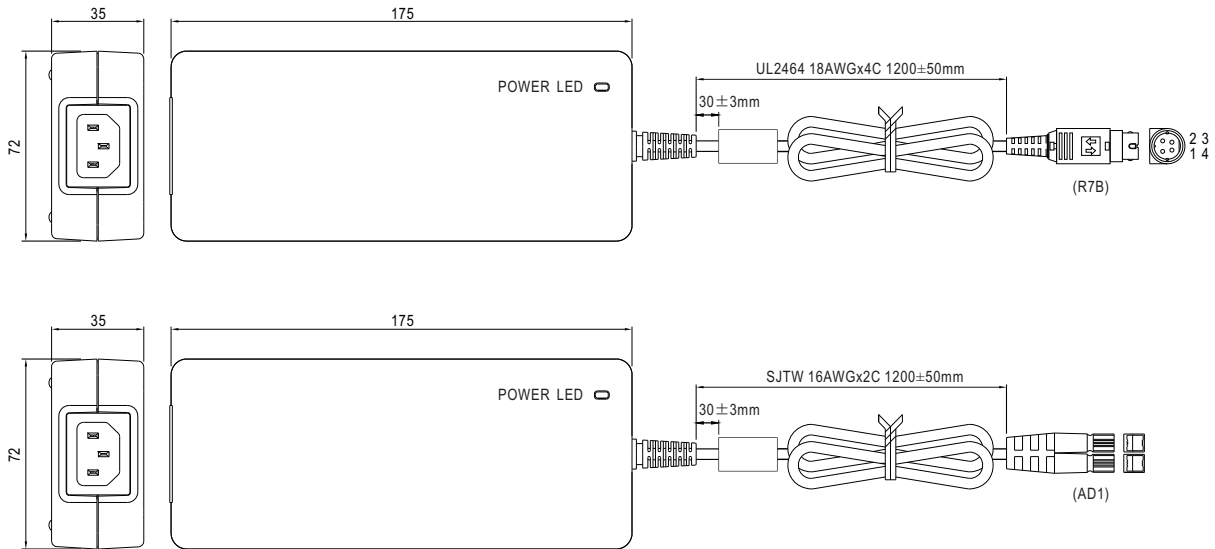 35
175
72
POWER LED
UL2464 18AWGx4C 1200±50mm
30±3mm
2 3
1 4
(R7B)
35
175
72
POWER LED
SJTW 16AWGx2C 1200±50mm
30±3mm
(AD1)